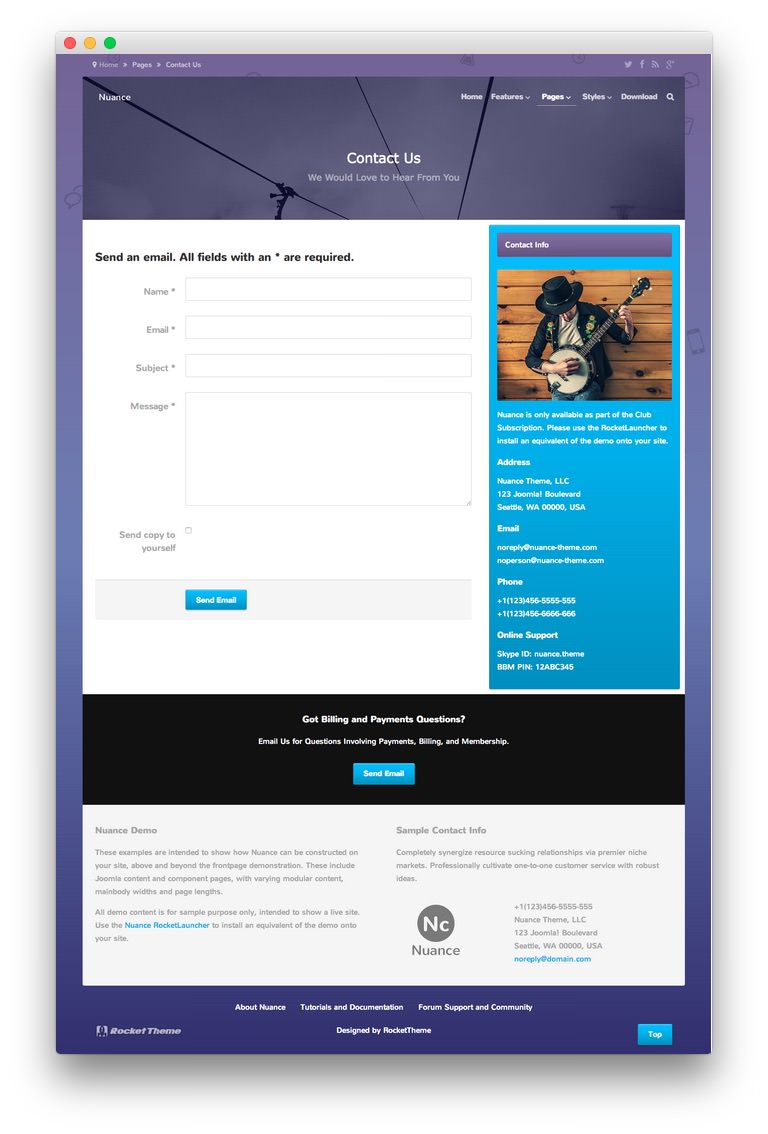 Home » Pages » Contact Us
Nuance
Home Features Pages Styles Download
Contact Us
We Would Love to Hear From You
Send an email. All fields with an * are required.
Name *
Email *
Subject *
Message *
Send copy to
yourself
Send Email
Contact Info
Nuance is only available as part of the Club
Subscription. Please use the RocketLauncher to
install an equivalent of the demo onto your site.
Address
Nuance Theme, LLC
123 Joomla! Boulevard
Seattle, WA 00000, USA
Email
noreply@nuance-theme.com
noperson@nuance-theme.com
Phone
+1(123)456-5555-555
+1(123)456-6666-666
Online Support
Skype ID: nuance.theme
BBM PIN: 12ABC345
Got Billing and Payments Questions?
Email Us for Questions Involving Payments, Billing, and Membership.
Send Email
Nuance Demo
These examples are intended to show how Nuance can be constructed on
your site, above and beyond the frontpage demonstration. These include
Joomla content and component pages, with varying modular content,
mainbody widths and page lengths.
All demo content is for sample purpose only, intended to show a live site.
Use the Nuance RocketLauncher to install an equivalent of the demo onto
your site.
Sample Contact Info
Completely synergize resource sucking relationships via premier niche
markets. Professionally cultivate one-to-one customer service with robust
ideas.
Nc
Nuance
+1(123)456-5555-555
Nuance Theme, LLC
123 Joomla! Boulevard
Seattle, WA 00000, USA
noreply@domain.com
About Nuance Tutorials and Documentation Forum Support and Community
RocketTheme
Designed by RocketTheme
Top